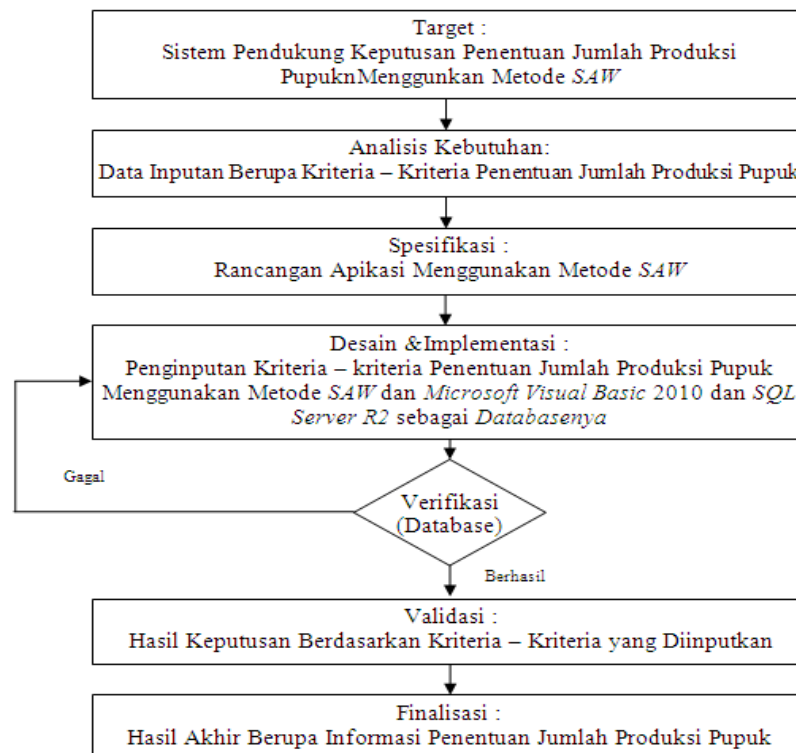 Target :
Sistem Pendukung Keputusan Penentuan Jumlah Produksi
PupuknMenggunkan Metode SAW
Analisis Kebutuhan:
Data Inputan Berupa Kriteria – Kriteria Penentuan Jumlah Produksi Pupuk
Spesifikasi :
Rancangan Apikasi Menggunakan Metode SAW
Desain &Implementasi :
Penginputan Kriteria – kriteria Penentuan Jumlah Produksi Pupuk
Menggunakan Metode SAW dan Microsoft Visual Basic 2010 dan SQL
Server R2 sebagai Databasenya
Gagal
Verifikasi
(Database)
Berhasil
Validasi :
Hasil Keputusan Berdasarkan Kriteria – Kriteria yang Diinputkan
Finalisasi :
Hasil Akhir Berupa Informasi Penentuan Jumlah Produksi Pupuk